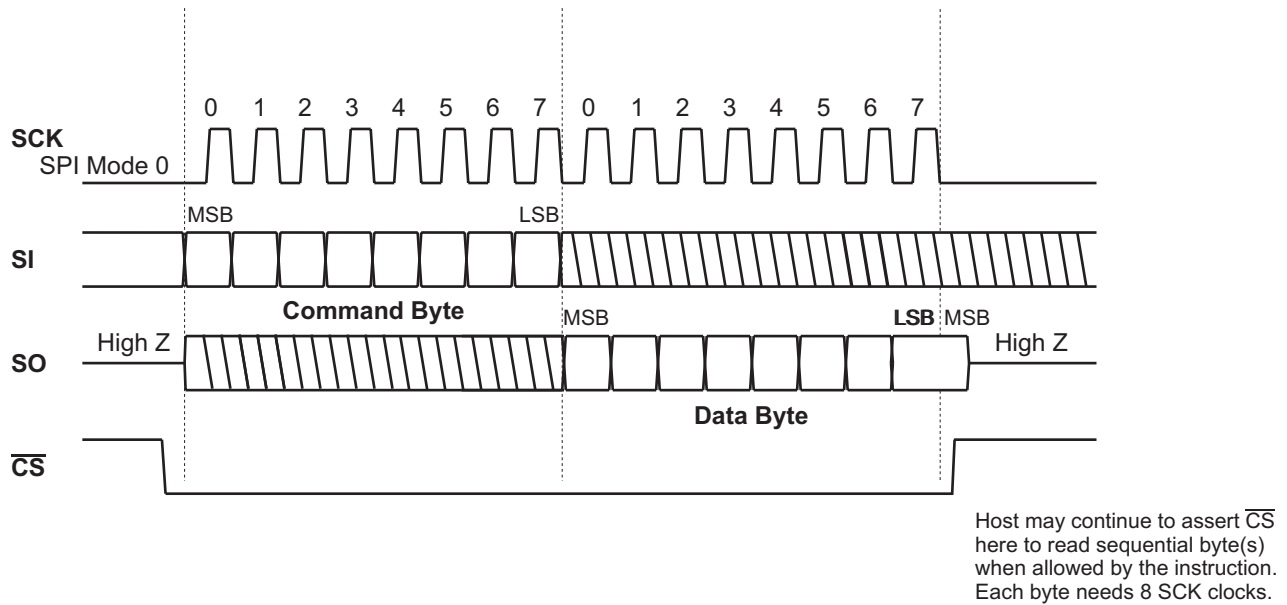 0 1 2 3 4 5 6 7 0 1 2 3 4 5 6 7
SCK
SPI Mode 0
MSB LSB
SI
Command Byte
MSB LSB MSB
High Z High Z
SO
Data Byte
CS
Host may continue to assert CS
here to read sequential byte(s)
when allowed by the instruction.
Each byte needs 8 SCK clocks.